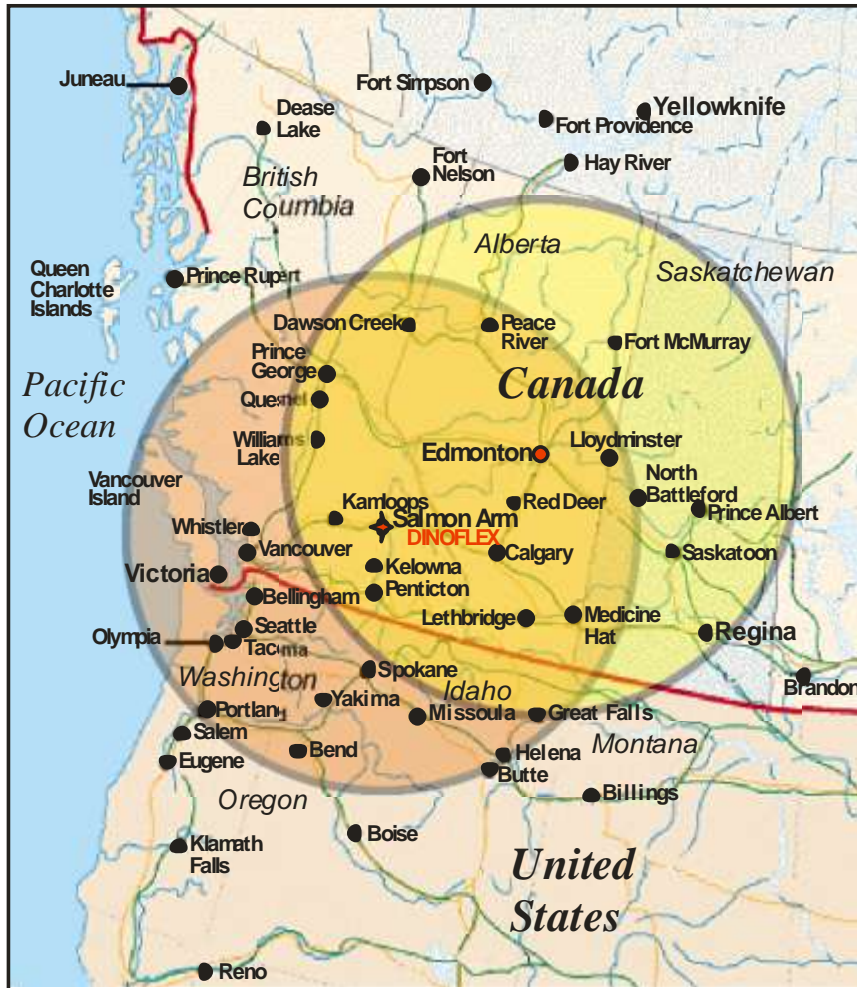 Juneau
Fort Simpson
Yellowknife
Dease
Lake
Fort Providence
Fort
Nelson
Hay River
British
Columbia
Alberta
Saskatchewan
Queen
Charlotte
Islands
Prince Rupert
Dawson Creek
Peace
River
Fort McMurray
Prince
George
Pacific
Ocean
Canada
Quesnel
Williams
Lake
Edmonton
Lloydminster
North
Battleford
Vancouver
Island
Kamloops
Red Deer
Prince Albert
Whistler
Salmon Arm
DINOFLEX
Vancouver
Calgary
Saskatoon
Victoria
Kelowna
Penticton
Bellingham
Lethbridge
Medicine
Hat
Regina
Seattle
Olympia
Tacoma
Washington
Spokane
Idaho
Brandon
Yakima
Portland
Missoula
Great Falls
Salem
Montana
Bend
Helena
Eugene
Butte
Oregon
Billings
Boise
Klamath
Falls
United
States
Reno